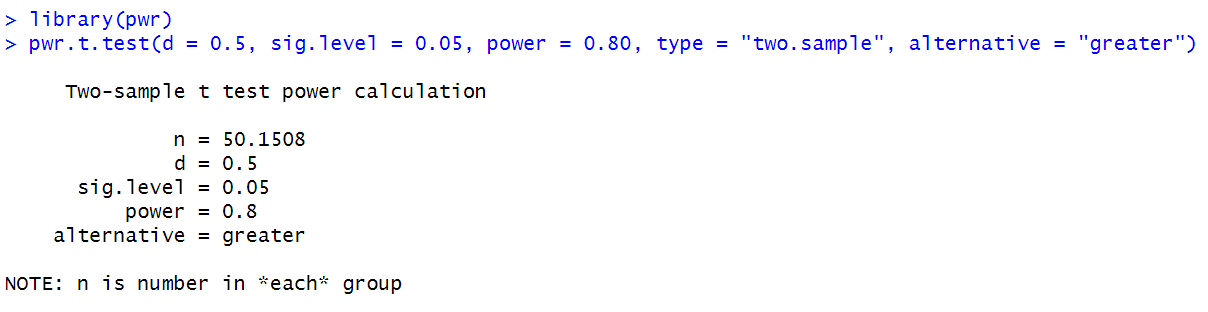 > library(pwr)
> pwr.t.test(d = 0.5, sig.level = 0.05, power = 0.80, type = "two.sample", alternative = "greater")
Two-sample t test power calculation
n = 50.1508
d = 0.5
sig.level = 0.05
power = 0.8
alternative = greater
NOTE: n is number in *each* group